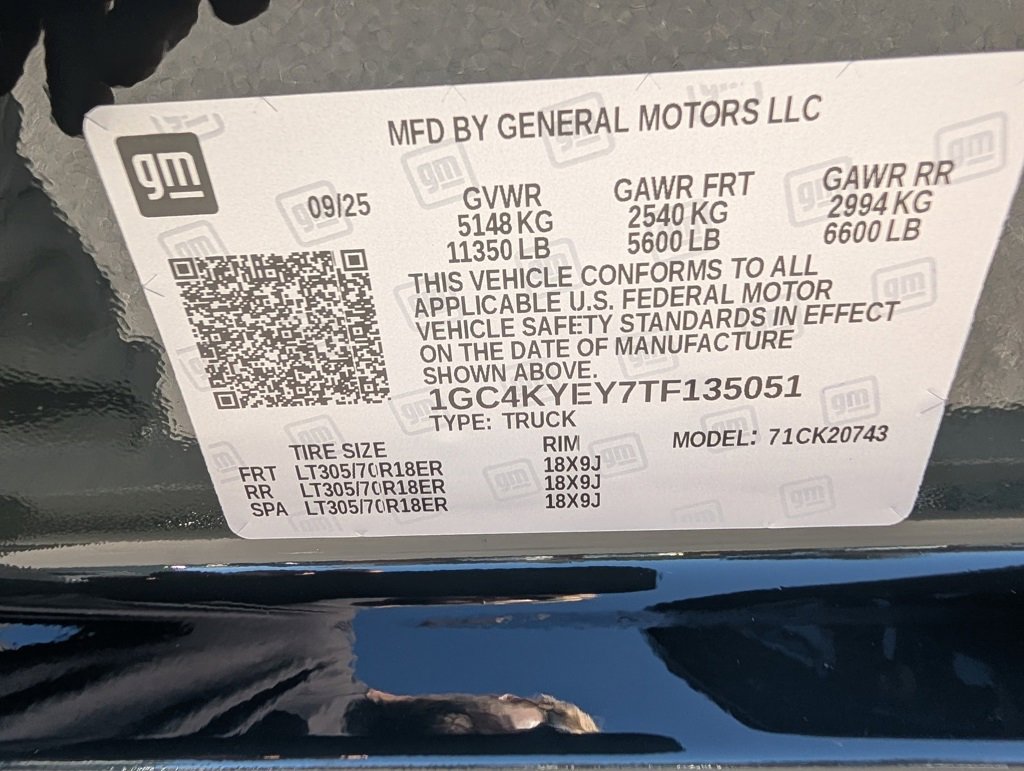 MFD BY GENERAL MOTORS LLC
gm
09/25
GVWR
5148 KG
11350 LB
GAWR FRT
2540 KG
5600 LB
GAWR RR
2994 KG
6600 LB
THIS VEHICLE CONFORMS TO ALL
APPLICABLE U.S. FEDERAL MOTOR
VEHICLE SAFETY STANDARDS IN EFFECT
ON THE DATE OF MANUFACTURE
SHOWN ABOVE.
1GC4KYEY7TF135051
TYPE: TRUCK
MODEL: 71CK20743
TIRE SIZE RIM
FRT LT305/70R18ER 18X9J
RR LT305/70R18ER 18X9J
SPA LT305/70R18ER 18X9J